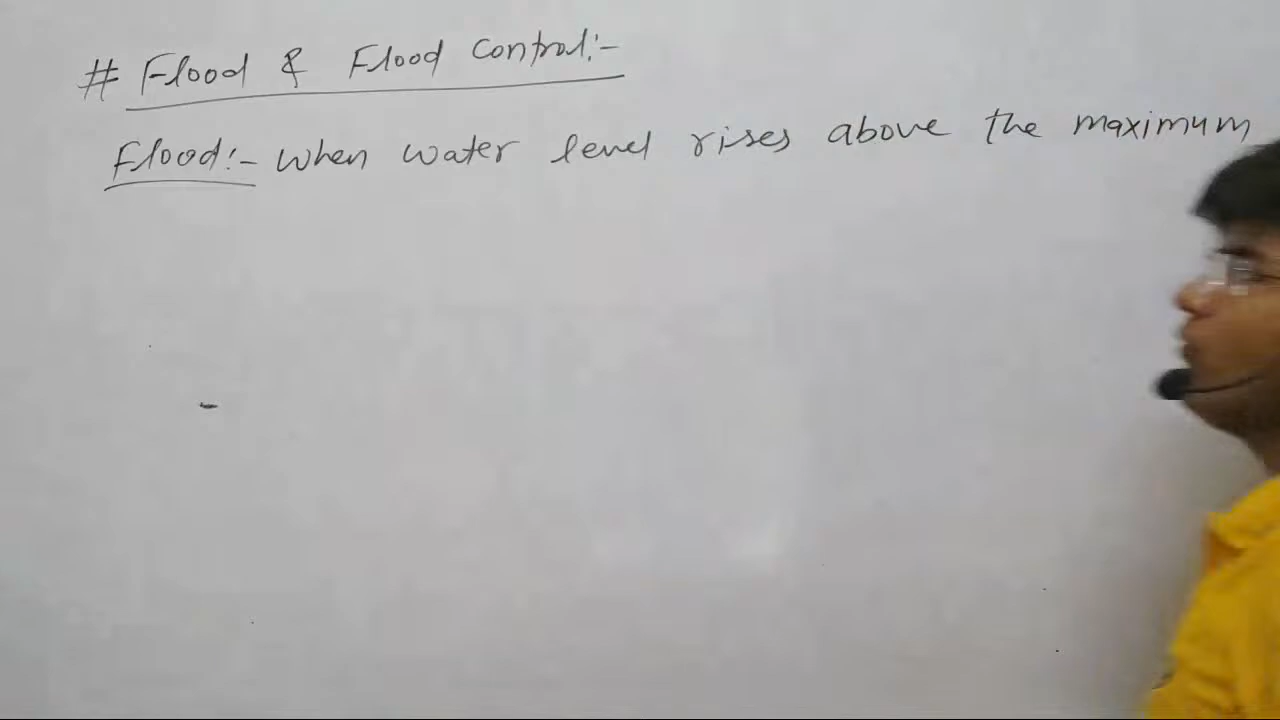 # Flood & Flood Control:-
Flood:- When water level rises above the maximum